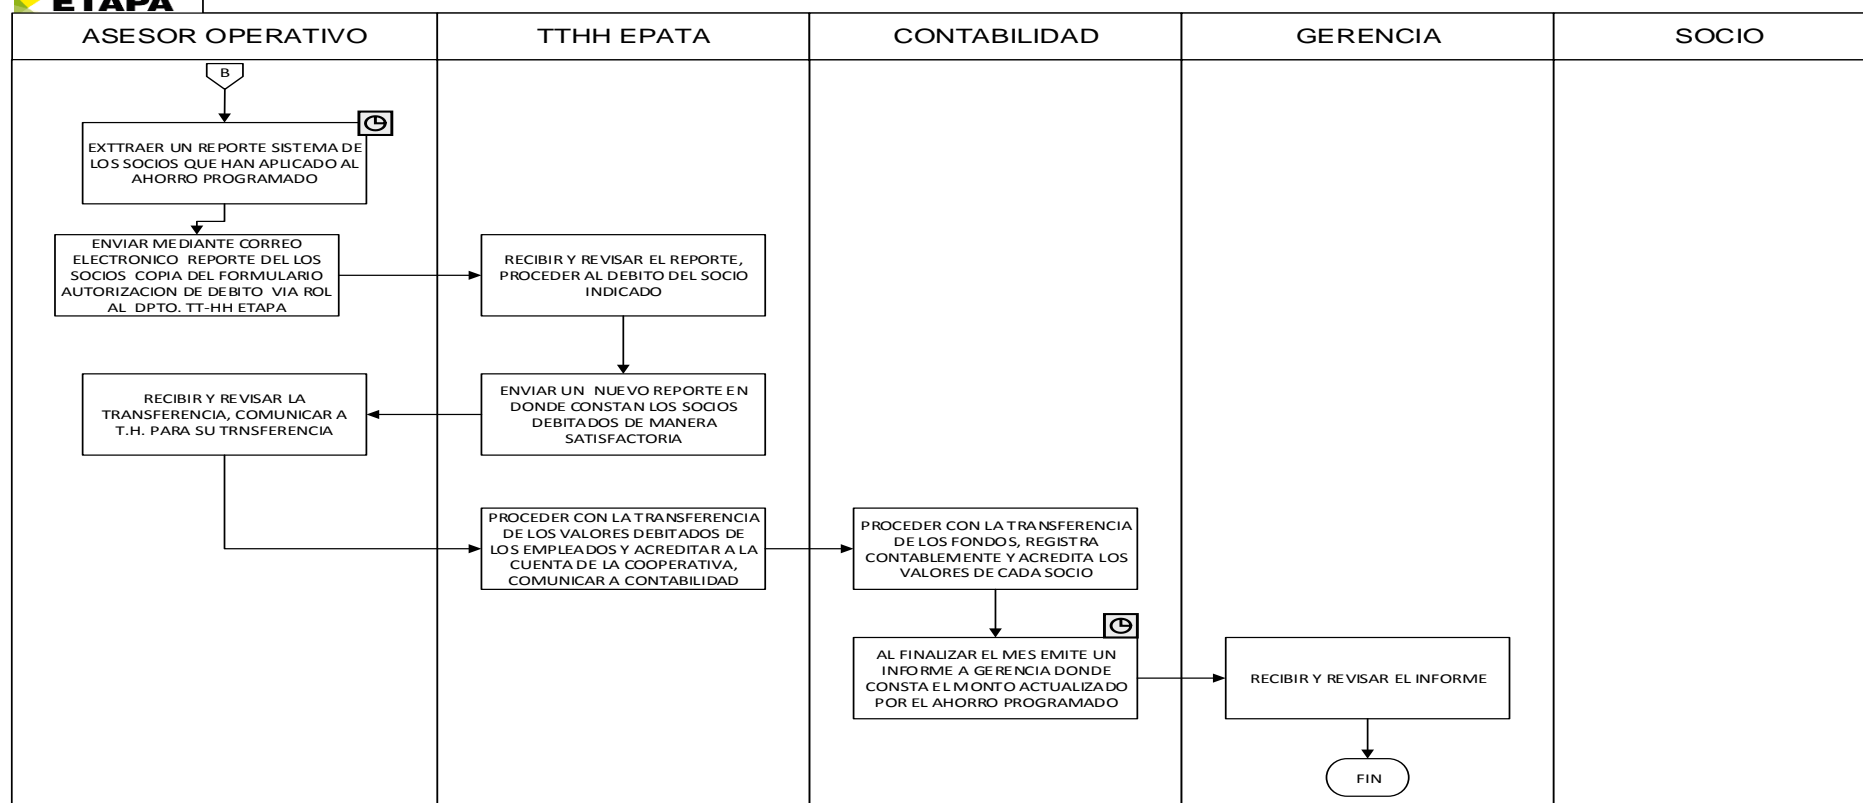 ETAPA
ASESOR OPERATIVO
TTHH EPATA
CONTABILIDAD
GERENCIA
SOCIO
B
EXTTRAER UN REPORTE SISTEMA DE
LOS SOCIOS QUE HAN APLICADO AL
AHORRO PROGRAMADO
ENVIAR MEDIANTE CORREO
ELECTRONICO REPORTE DEL LOS
SOCIOS COPIA DEL FORMULARIO
AUTORIZACION DE DEBITO VIA ROL
AL DPTO. TT-HH ETAPA
RECIBIR Y REVISAR EL REPORTE,
PROCEDER AL DEBITO DEL SOCIO
INDICADO
ENVIAR UN NUEVO REPORTE EN
DONDE CONSTAN LOS SOCIOS
DEBITADOS DE MANERA
SATISFACTORIA
RECIBIR Y REVISAR LA
TRANSFERENCIA, COMUNICAR A
T.H. PARA SU TRNSFERENCIA
PROCEDER CON LA TRANSFERENCIA
DE LOS VALORES DEBITADOS DE
LOS EMPLEADOS Y ACREDITAR A LA
CUENTA DE LA COOPERATIVA,
COMUNICAR A CONTABILIDAD
PROCEDER CON LA TRANSFERENCIA
DE LOS FONDOS, REGISTRA
CONTABLEMENTE Y ACREDITA LOS
VALORES DE CADA SOCIO
AL FINALIZAR EL MES EMITE UN
INFORME A GERENCIA DONDE
CONSTA EL MONTO ACTUALIZADO
POR EL AHORRO PROGRAMADO
RECIBIR Y REVISAR EL INFORME
FIN